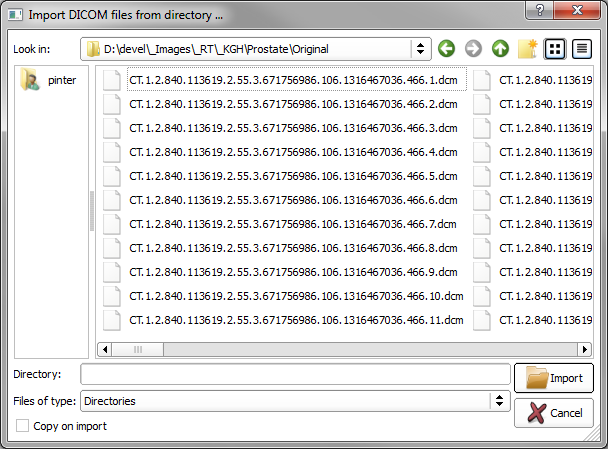 Import DICOM files from directory ...
Look in: D:\devel\_Images\_RT\_KGH\Prostate\Original
pinter
CT.1.2.840.113619.2.55.3.671756986.106.1316467036.466.1.dcm CT.1.2.840.113619
CT.1.2.840.113619.2.55.3.671756986.106.1316467036.466.2.dcm CT.1.2.840.113619
CT.1.2.840.113619.2.55.3.671756986.106.1316467036.466.3.dcm CT.1.2.840.113619
CT.1.2.840.113619.2.55.3.671756986.106.1316467036.466.4.dcm CT.1.2.840.113619
CT.1.2.840.113619.2.55.3.671756986.106.1316467036.466.5.dcm CT.1.2.840.113619
CT.1.2.840.113619.2.55.3.671756986.106.1316467036.466.6.dcm CT.1.2.840.113619
CT.1.2.840.113619.2.55.3.671756986.106.1316467036.466.7.dcm CT.1.2.840.113619
CT.1.2.840.113619.2.55.3.671756986.106.1316467036.466.8.dcm CT.1.2.840.113619
CT.1.2.840.113619.2.55.3.671756986.106.1316467036.466.9.dcm CT.1.2.840.113619
CT.1.2.840.113619.2.55.3.671756986.106.1316467036.466.10.dcm CT.1.2.840.113619
CT.1.2.840.113619.2.55.3.671756986.106.1316467036.466.11.dcm CT.1.2.840.113619
Directory: Import
Files of type: Directories Cancel
Copy on import